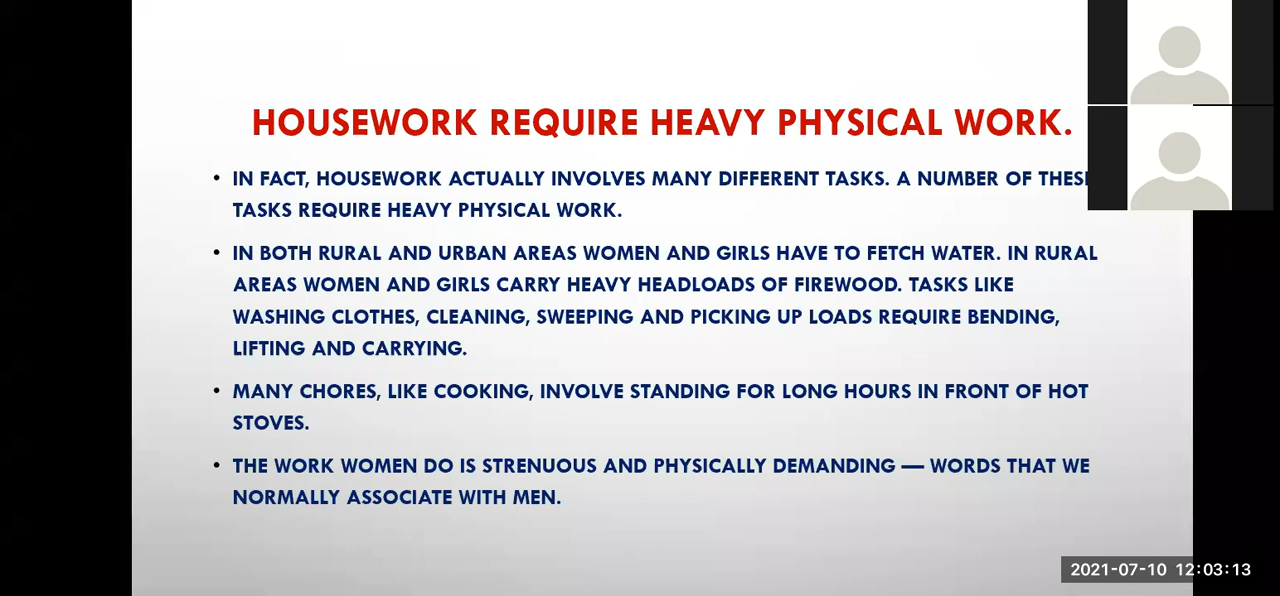 HOUSEWORK REQUIRE HEAVY PHYSICAL WORK.
• IN FACT, HOUSEWORK ACTUALLY INVOLVES MANY DIFFERENT TASKS. A NUMBER OF
TASKS REQUIRE HEAVY PHYSICAL WORK.
• IN BOTH RURAL AND URBAN AREAS WOMEN AND GIRLS HAVE TO FETCH WATER. IN RURAL
AREAS WOMEN AND GIRLS CARRY HEAVY HEADLOADS OF FIREWOOD. TASKS LIKE
WASHING CLOTHES, CLEANING, SWEEPING AND PICKING UP LOADS REQUIRE BENDING,
LIFTING AND CARRYING.
• MANY CHORES, LIKE COOKING, INVOLVE STANDING FOR LONG HOURS IN FRONT OF HOT
STOVES.
• THE WORK WOMEN DO IS STRENUOUS AND PHYSICALLY DEMANDING — WORDS THAT WE
NORMALLY ASSOCIATE WITH MEN.
2021-07-10 12:03:13